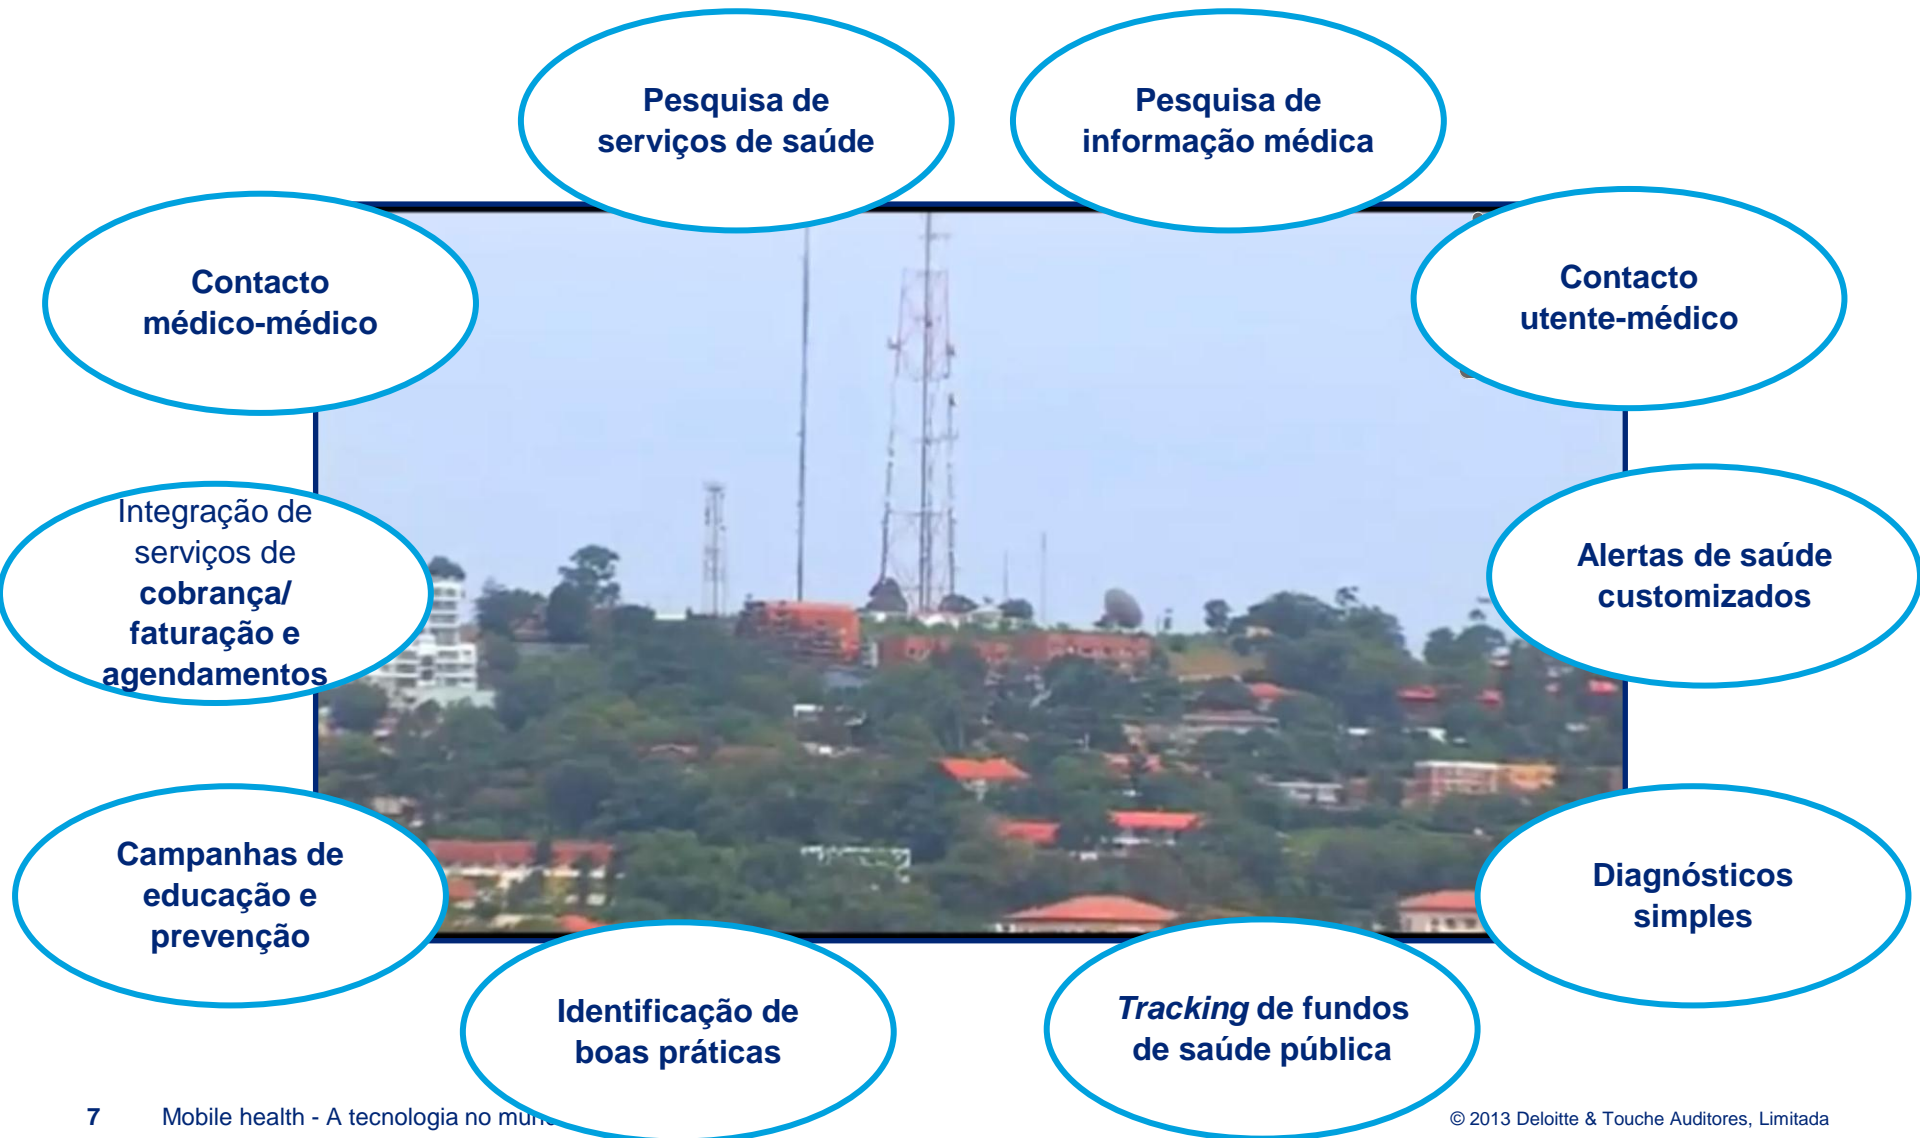 Pesquisa de
serviços de saúde
Pesquisa de
informação médica
Contacto
médico-médico
Contacto
utente-médico
Integração de
serviços de
cobrança/
faturação e
agendamentos
Alertas de saúde
customizados
Campanhas de
educação e
prevenção
Diagnósticos
simples
Identificação de
boas práticas
Tracking de fundos
de saúde pública
7 Mobile health - A tecnologia no
© 2013 Deloitte & Touche Auditores, Limitada